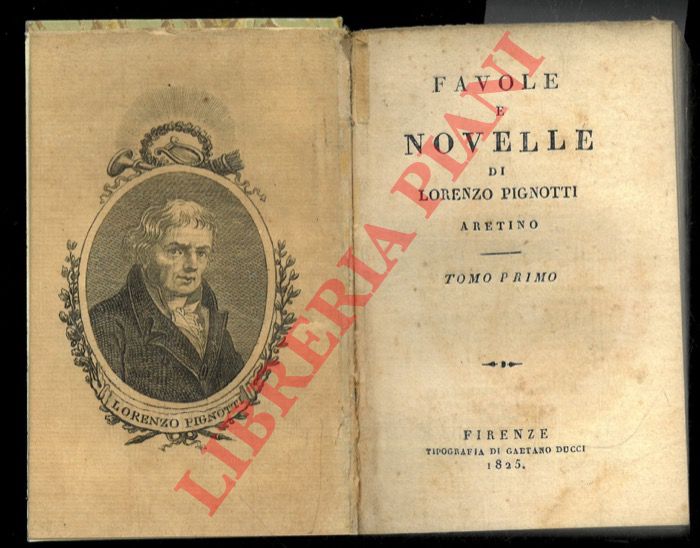 LORENZO PIGNOTTI
FAVOLE
E
NOVELLE
DI
LORENZO PIGNOTTI
ARETINO
TOMO PRIMO
FIRENZE
TIPOGRAFIA DI GAETANO DUCCI
1825.
LIBRERIA PIANI